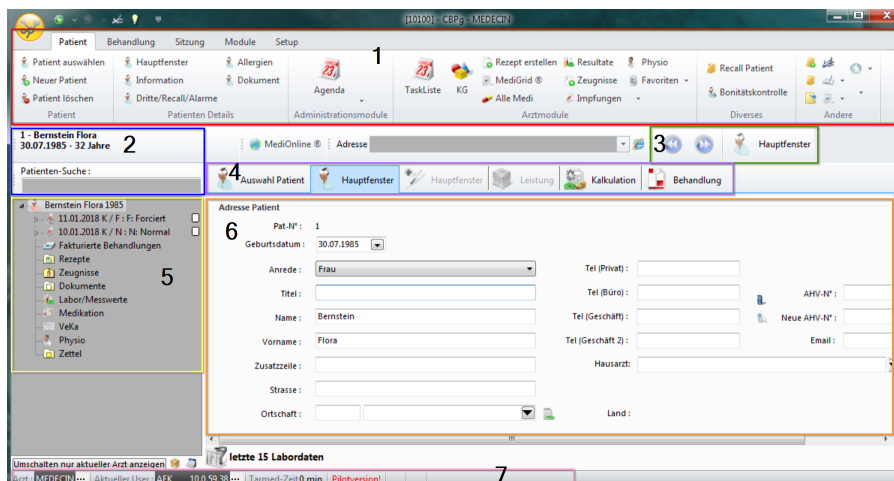 [10100] - CBPg - MEDECIN
Patient Behandlung Sitzung Module Setup
1
Patient auswählen Hauptfenster Allergien
Neuer Patient Information Dokument
Patient löschen Dritte/Recall/Alarme
Agenda
TaskListe KG
Rezept erstellen Resultate Physio
MediGrid ® Zeugnisse Favoriten
Alle Medi Impfungen
Recall Patient
Bonitätskontrolle
Patient Patienten Details Administrationsmodule Arztmodule Diverses Andere
1 - Bernstein Flora
30.07.1985 - 32 Jahre
2
MediOnline ® Adresse
3
Hauptfenster
Patienten-Suche :
4
Auswahl Patient Hauptfenster Hauptfenster Leistung Kalkulation Behandlung
Bernstein Flora 1985
11.01.2018 K / F : F: Forciert
10.01.2018 K / N : N: Normal
Fakturierte Behandlungen
Rezepte
Zeugnisse
Dokumente
Labor/Messwerte
Medikation
VeKa
Physio
Zettel
5
Adresse Patient
6
Pat-N° : 1
Geburtsdatum : 30.07.1985
Anrede : Frau Tel (Privat) :
Titel : Tel (Büro) : AHV-N° :
Name : Bernstein Tel (Geschäft) : Neue AHV-N° :
Vorname : Flora Tel (Geschäft 2) : Email :
Zusatzzeile : Hausarzt:
Strasse :
Ortschaft : Land :
letzte 15 Labordaten
Umschalten nur aktueller Arzt anzeigen
7
Arzt : MEDECIN ... Aktueller User : AEK 10.0.59.38 ... Tarmed-Zeit 0 min Pilotversion!